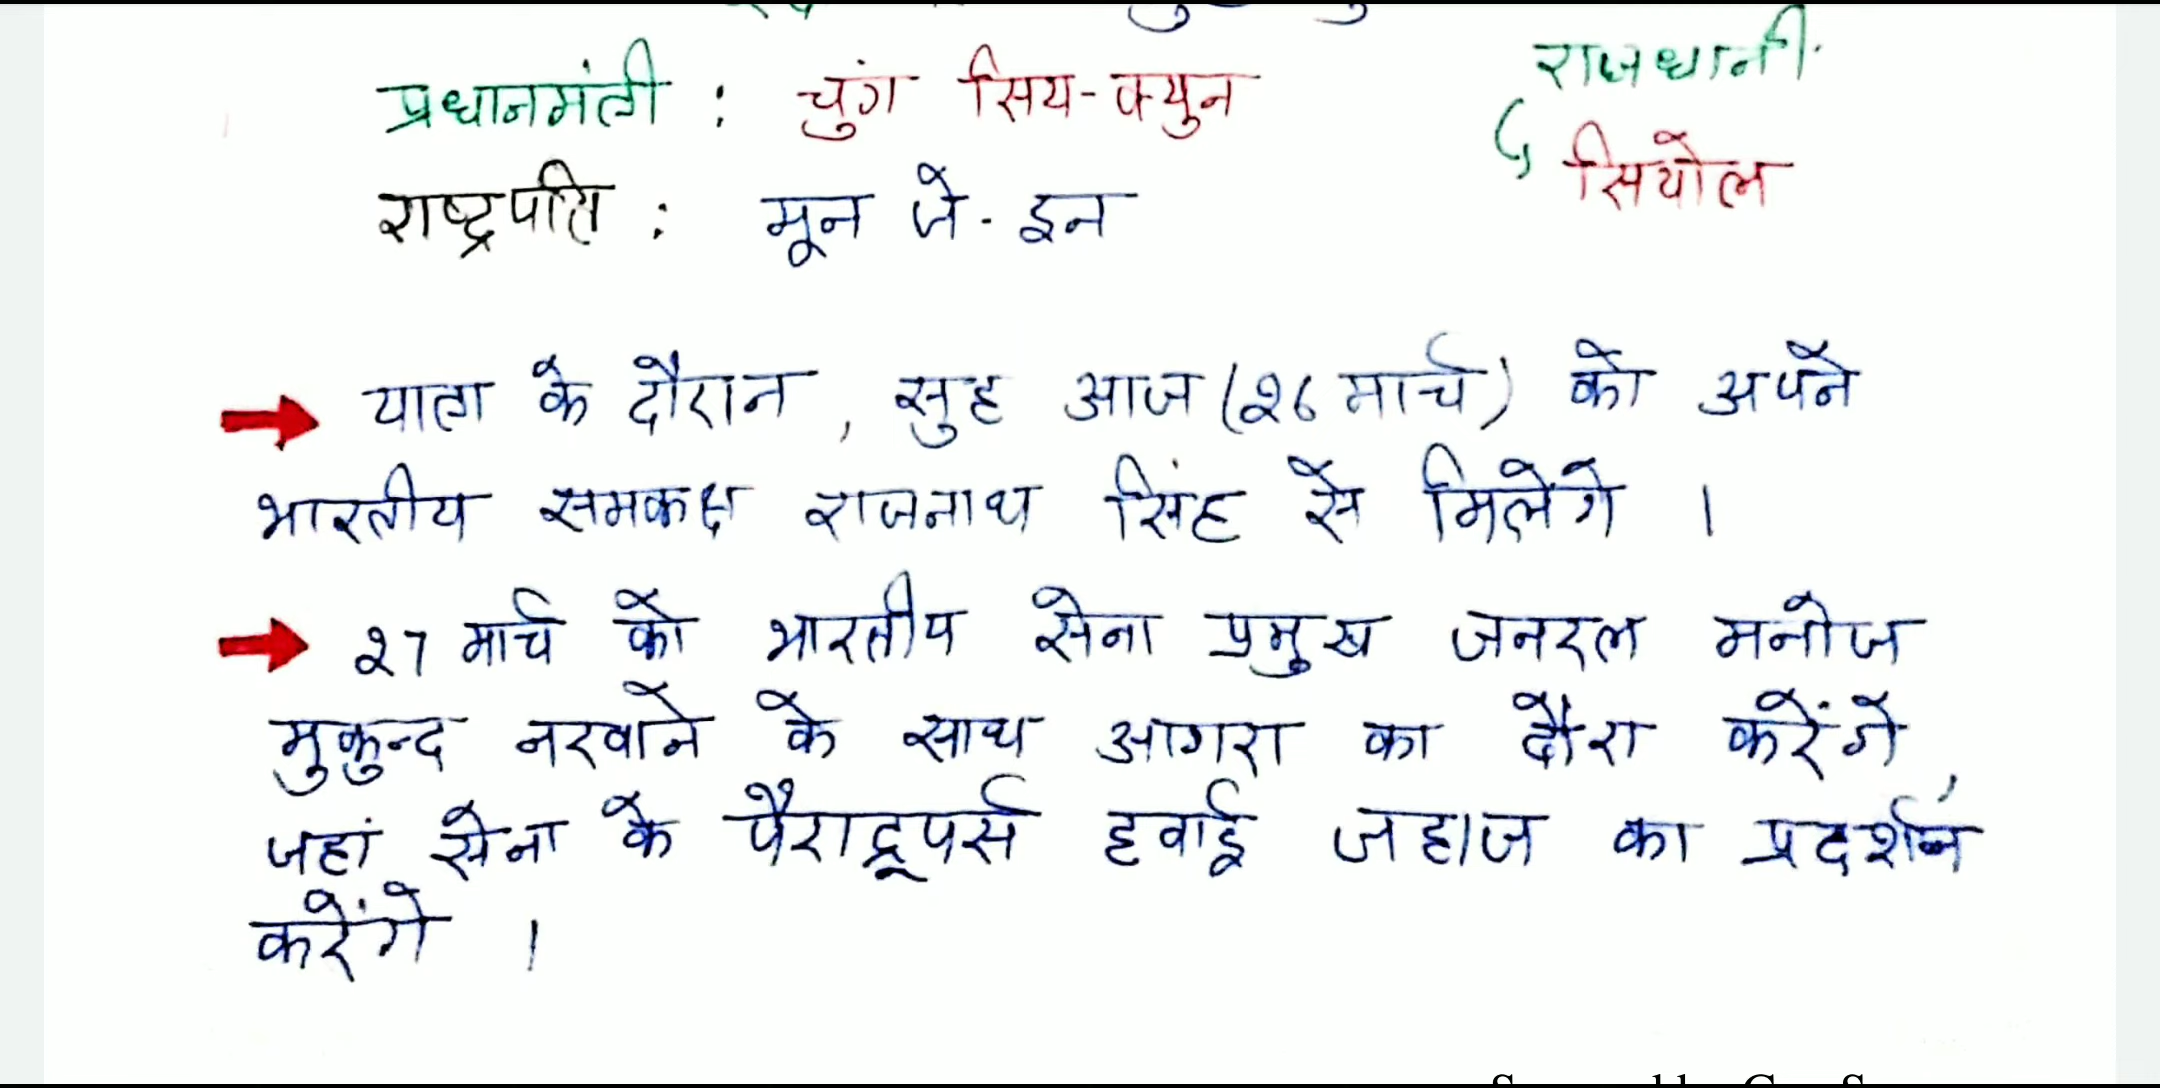 प्रधानमंत्री : चुंग सिय-क्युन
राजधानी
सियोल
राष्ट्रपति : मून जे-इन
यात्रा के दौरान, सुह आज (26 मार्च) को अपने
भारतीय समकक्ष राजनाथ सिंह से मिलेंगे ।
27 मार्च को भारतीय सेना प्रमुख जनरल मनोज
मुकुन्द नरवाने के साथ आगरा का दौरा करेंगे,
जहां सेना के पैराट्रूपर्स हवाई जहाज का प्रदर्शन
करेंगे ।